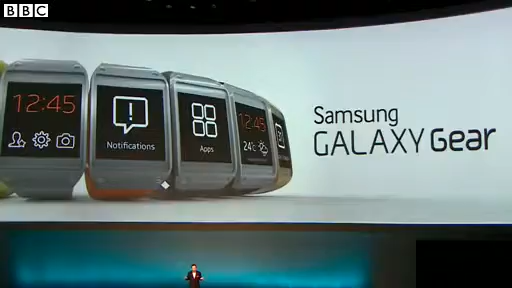 BBC
Samsung
GALAXY Gear
12:45
Notifications
Apps
12:45
24°c